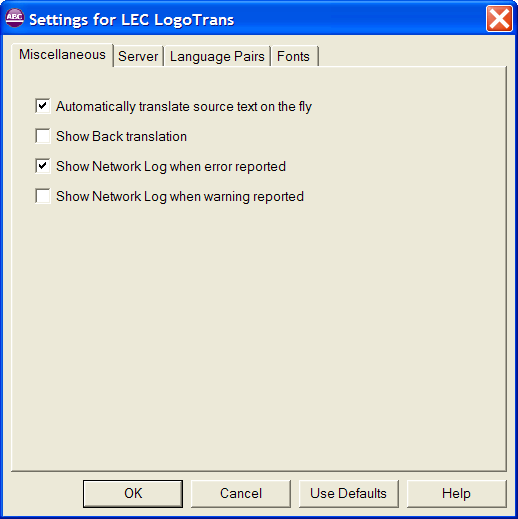 AEC
Settings for LEC LogoTrans
Miscellaneous Server Language Pairs Fonts
Automatically translate source text on the fly
Show Back translation
Show Network Log when error reported
Show Network Log when warning reported
OK Cancel Use Defaults Help